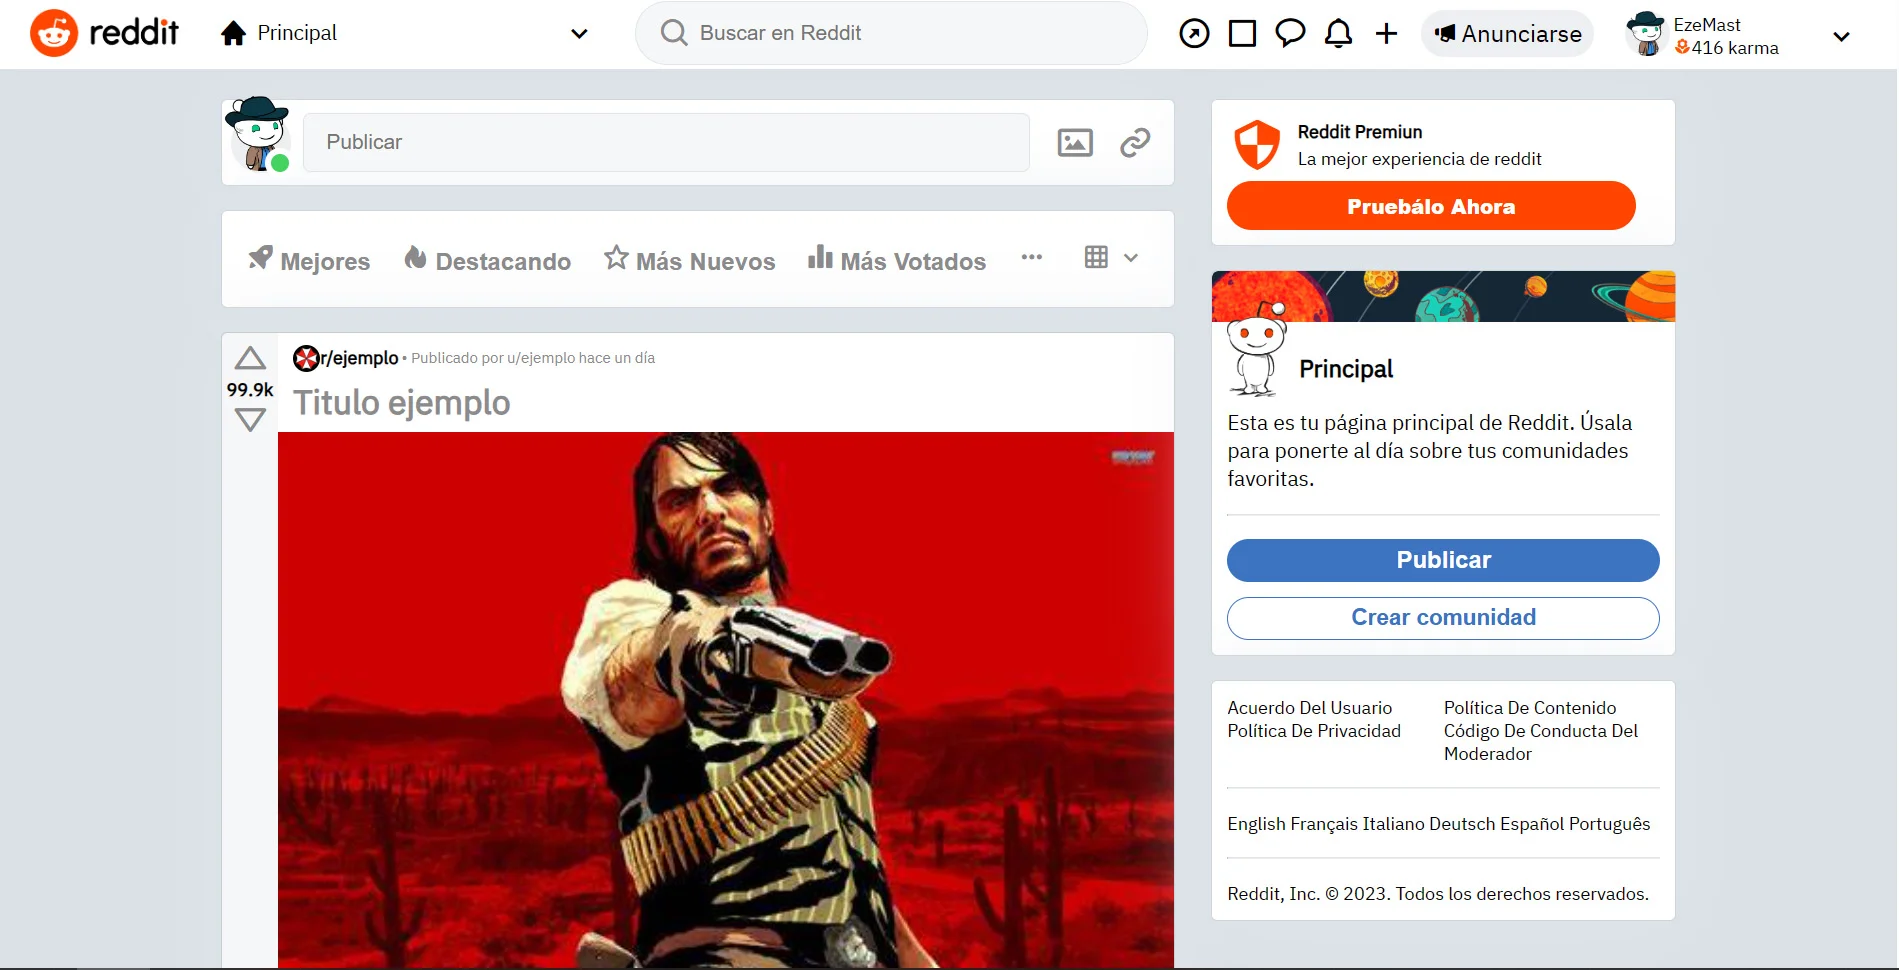 reddit
Principal
Buscar en Reddit
Anunciarse
EzeMast
416 karma
Publicar
Mejores
Destacando
Más Nuevos
Más Votados
99.9k
r/ejemplo • Publicado por u/ejemplo hace un día
Titulo ejemplo
Reddit Premiun
La mejor experiencia de reddit
Pruebálo Ahora
Principal
Esta es tu página principal de Reddit. Úsala
para ponerte al día sobre tus comunidades
favoritas.
Publicar
Crear comunidad
Acuerdo Del Usuario
Política De Privacidad
Política De Contenido
Código De Conducta Del
Moderador
English Français Italiano Deutsch Español Português
Reddit, Inc. © 2023. Todos los derechos reservados.